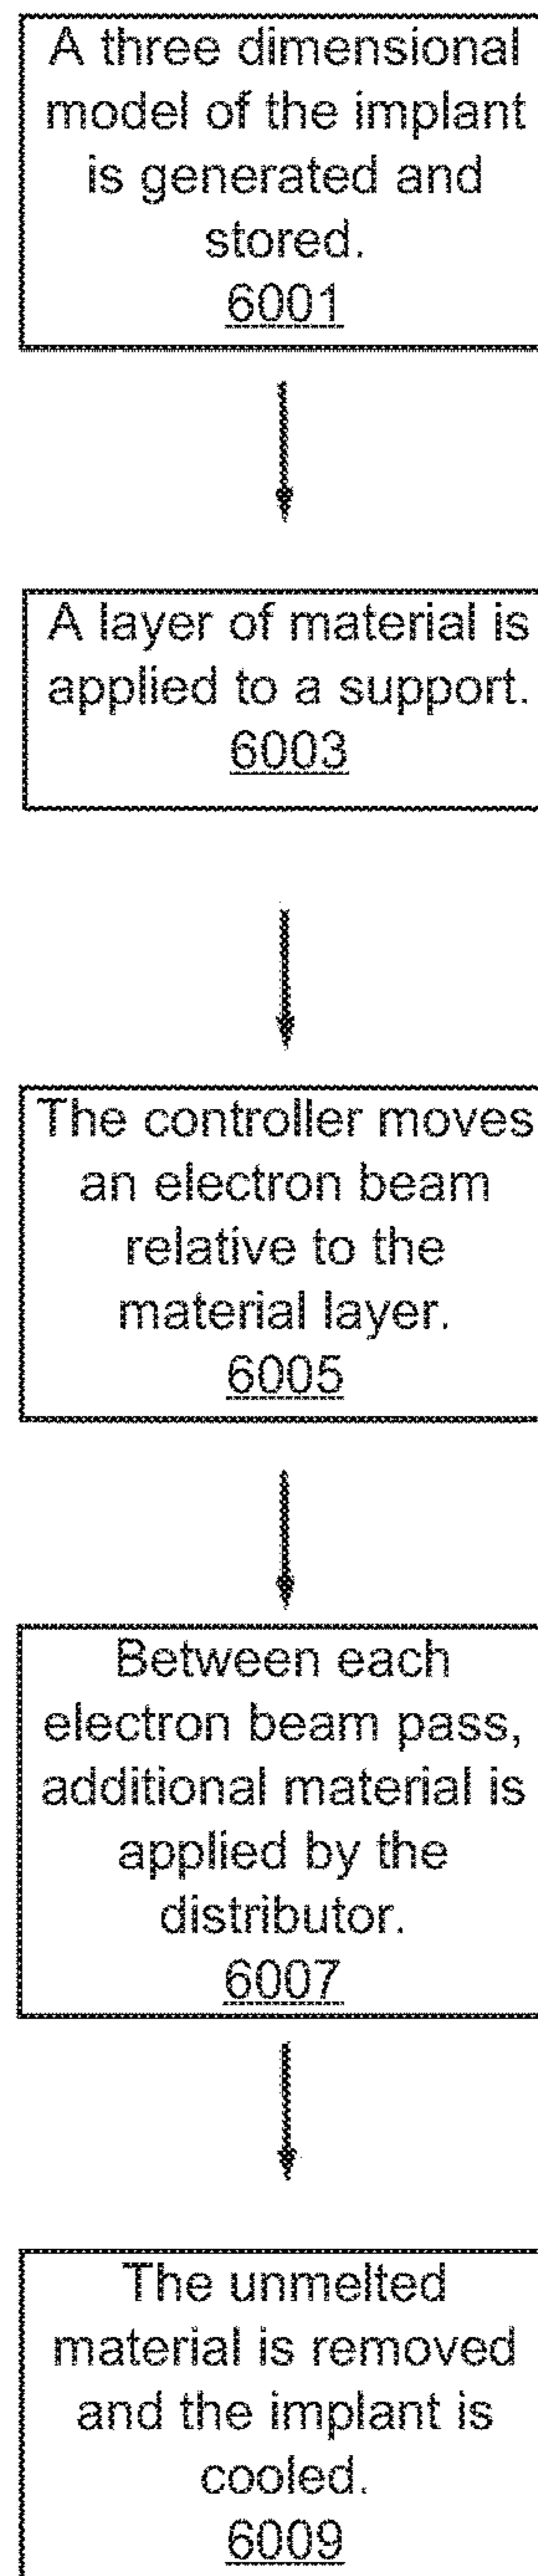 A three dimensional
model of the implant
is generated and
stored.
6001
A layer of material is
applied to a support.
6003
The controller moves
an electron beam
relative to the
material layer.
6005
Between each
electron beam pass,
additional material is
applied by the
distributor.
6007
The unmelted
material is removed
and the implant is
cooled.
6009